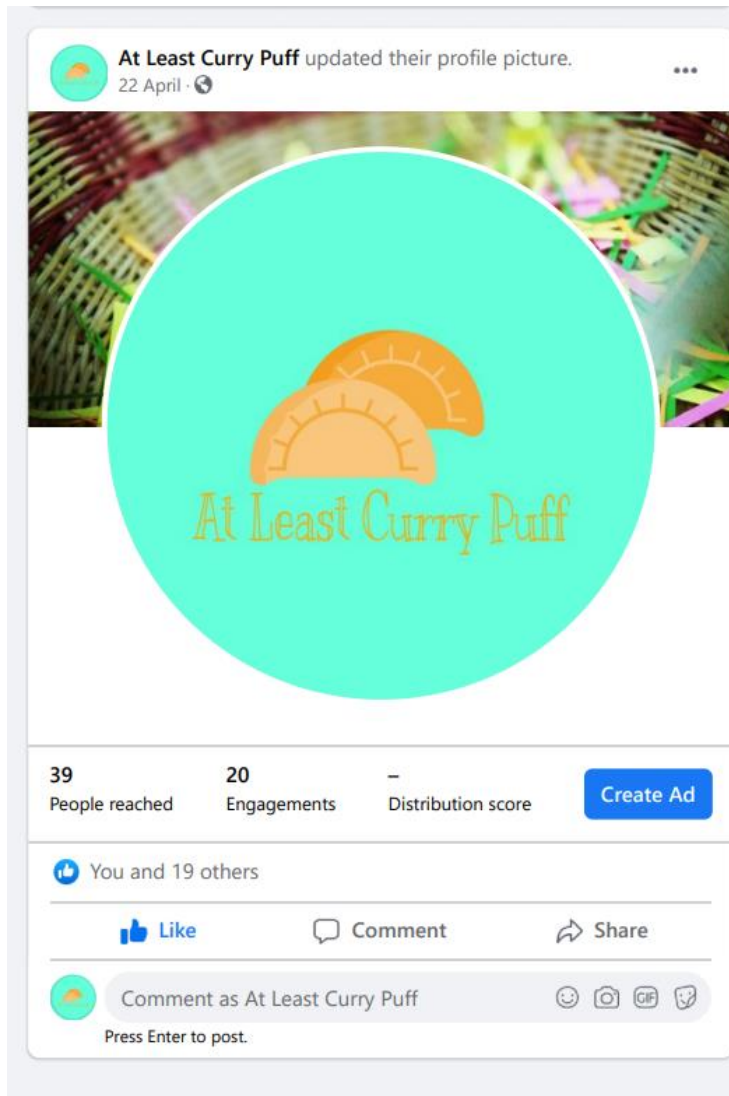 At Least Curry Puff updated their profile picture.
22 April ·
At Least Curry Puff
39 20 –
People reached Engagements Distribution score Create Ad
You and 19 others
Like Comment Share
Comment as At Least Curry Puff GIF
Press Enter to post.